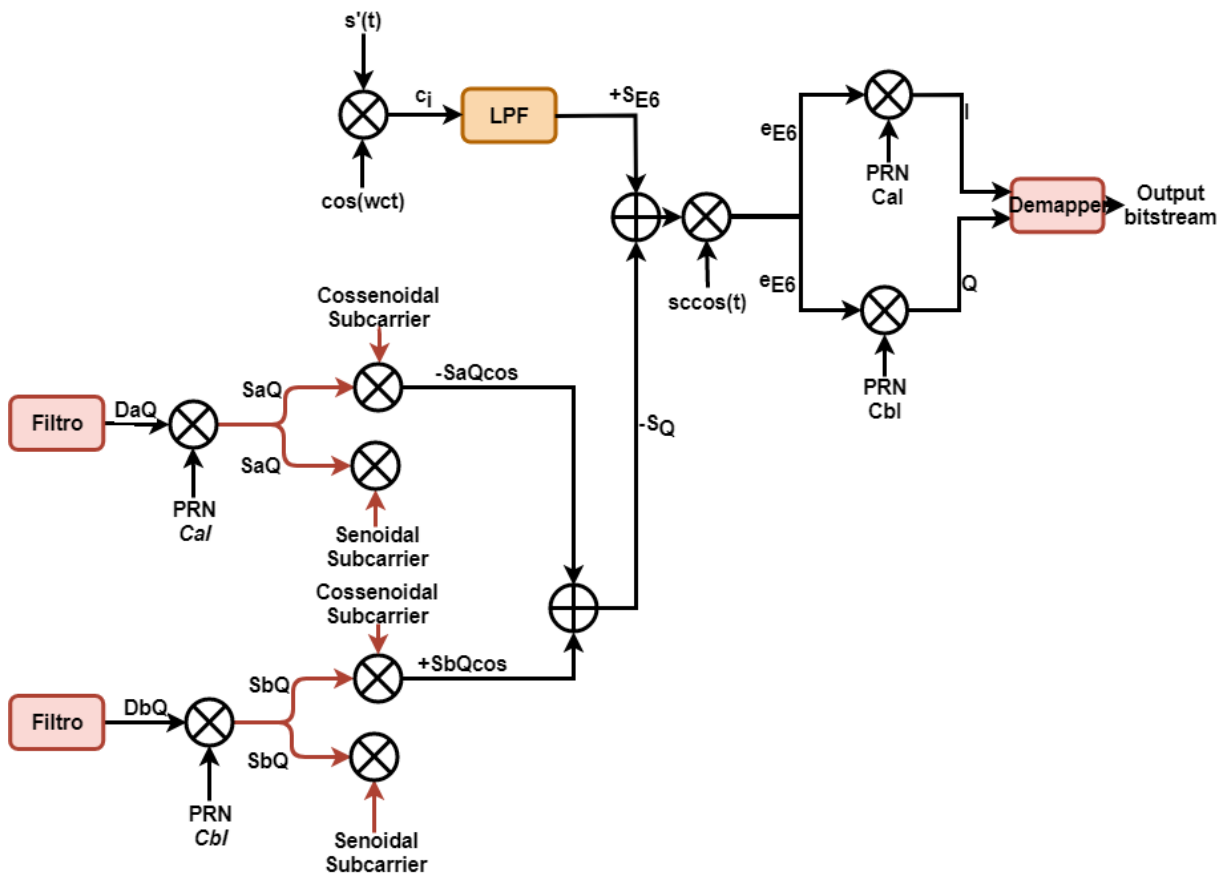 s'(t)
ci
LPF
+SE6
cos(wct)
eE6
PRN
CaI
I
sccos(t)
eE6
PRN
CbI
Q
Demapper
Output
bitstream
Cossenoidal
Subcarrier
-SaQcos
Filtro
DaQ
SaQ
SaQ
PRN
CaI
Senoidal
Subcarrier
-SQ
Cossenoidal
Subcarrier
+SbQcos
Filtro
DbQ
SbQ
SbQ
PRN
CbI
Senoidal
Subcarrier